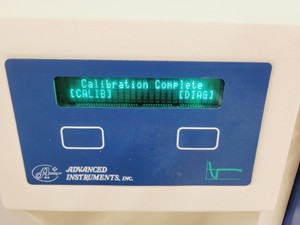 Calibration Complete
[CALIB] [DIAG]
ADVANCED
INSTRUMENTS, INC.